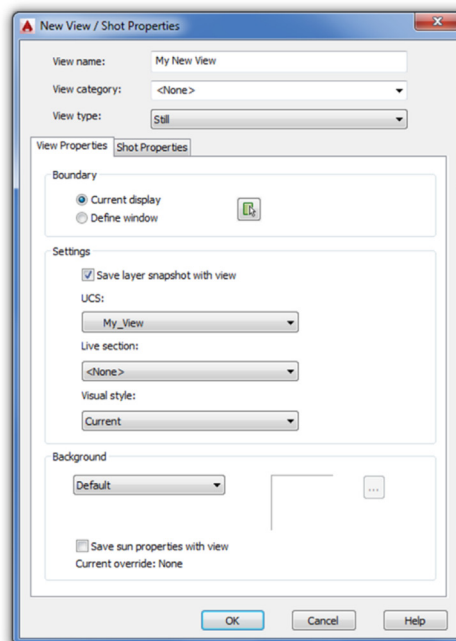 New View / Shot Properties
View name: My New View
View category: <None>
View type: Still
View Properties Shot Properties
Boundary
Current display
Define window
Settings
Save layer snapshot with view
UCS:
My_View
Live section:
<None>
Visual style:
Current
Background
Default
...
Save sun properties with view
Current override: None
OK Cancel Help